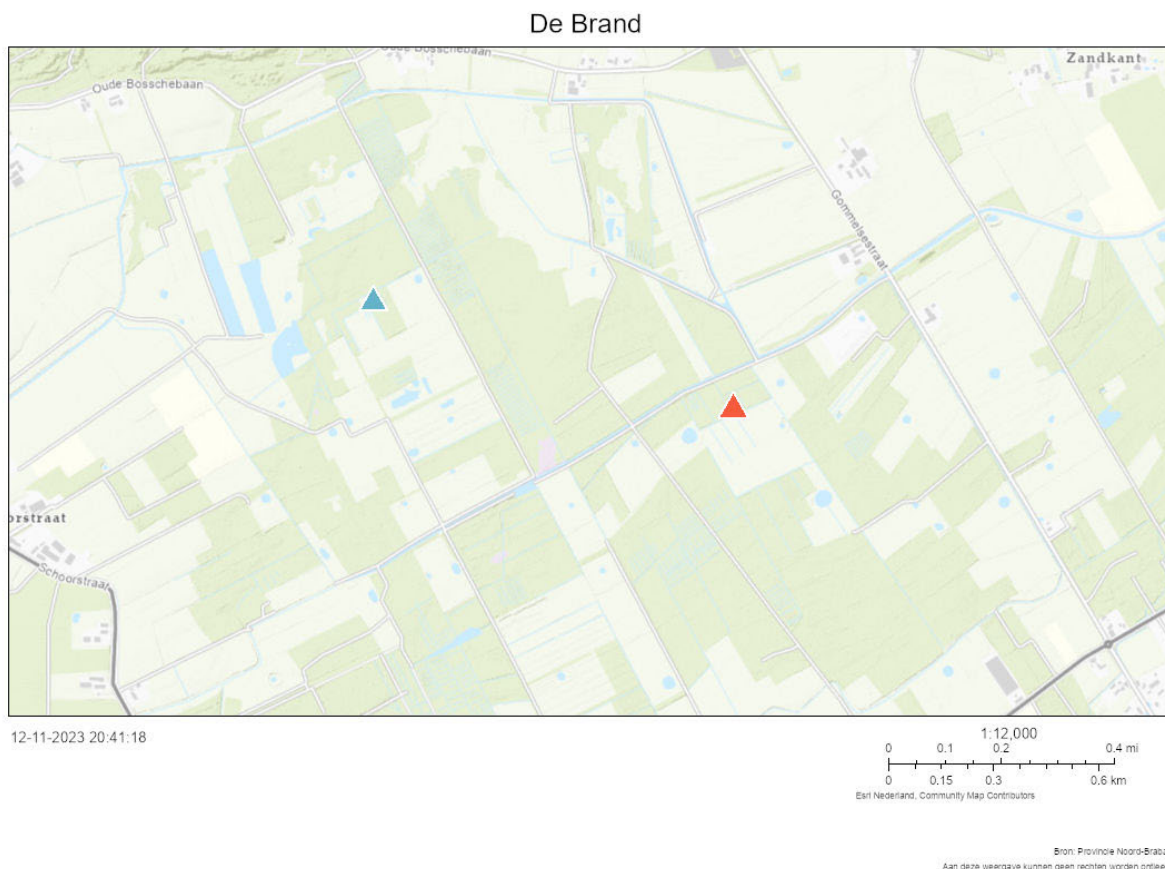 De Brand
Oude Bosschebaan
Oude Bosschebaan
Zandkant
Gommelsestraat
orstraat
Schoorstraat
12-11-2023 20:41:18
1:12,000
0 0.1 0.2 0.4 mi
0 0.15 0.3 0.6 km
Esri Nederland, Community Map Contributors
Bron: Provincie Noord-Braba
Aan deze weergave kunnen geen rechten worden ontlee